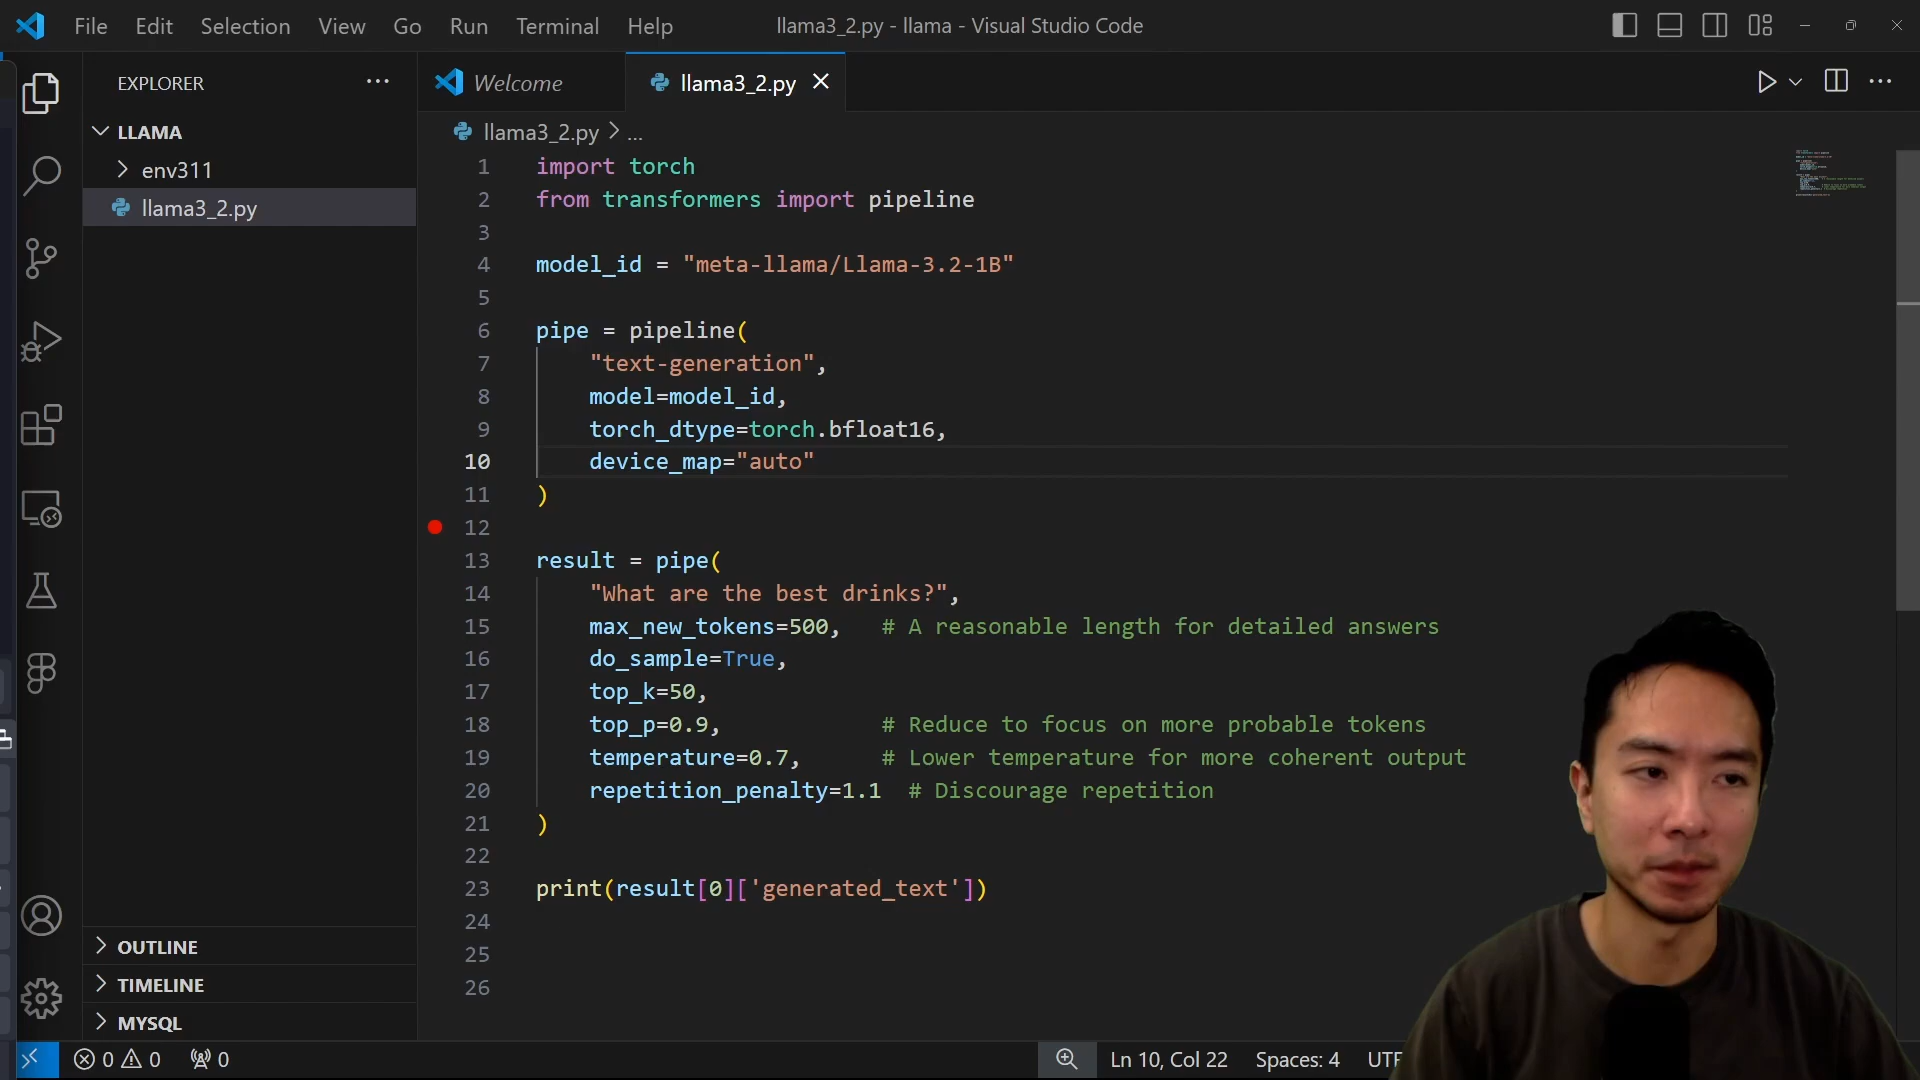 File Edit Selection View Go Run Terminal Help llama3_2.py - llama - Visual Studio Code
EXPLORER
LLAMA
env311
llama3_2.py
OUTLINE
TIMELINE
MYSQL
Welcome llama3_2.py
llama3_2.py > ...
1 import torch
2 from transformers import pipeline
3
4 model_id = "meta-llama/Llama-3.2-1B"
5
6 pipe = pipeline(
7 "text-generation",
8 model=model_id,
9 torch_dtype=torch.bfloat16,
10 device_map="auto"
11 )
12
13 result = pipe(
14 "What are the best drinks?",
15 max_new_tokens=500, # A reasonable length for detailed answers
16 do_sample=True,
17 top_k=50,
18 top_p=0.9, # Reduce to focus on more probable tokens
19 temperature=0.7, # Lower temperature for more coherent output
20 repetition_penalty=1.1 # Discourage repetition
21 )
22
23 print(result[0]['generated_text'])
24
25
26
0 0 0 Ln 10, Col 22 Spaces: 4 UTF